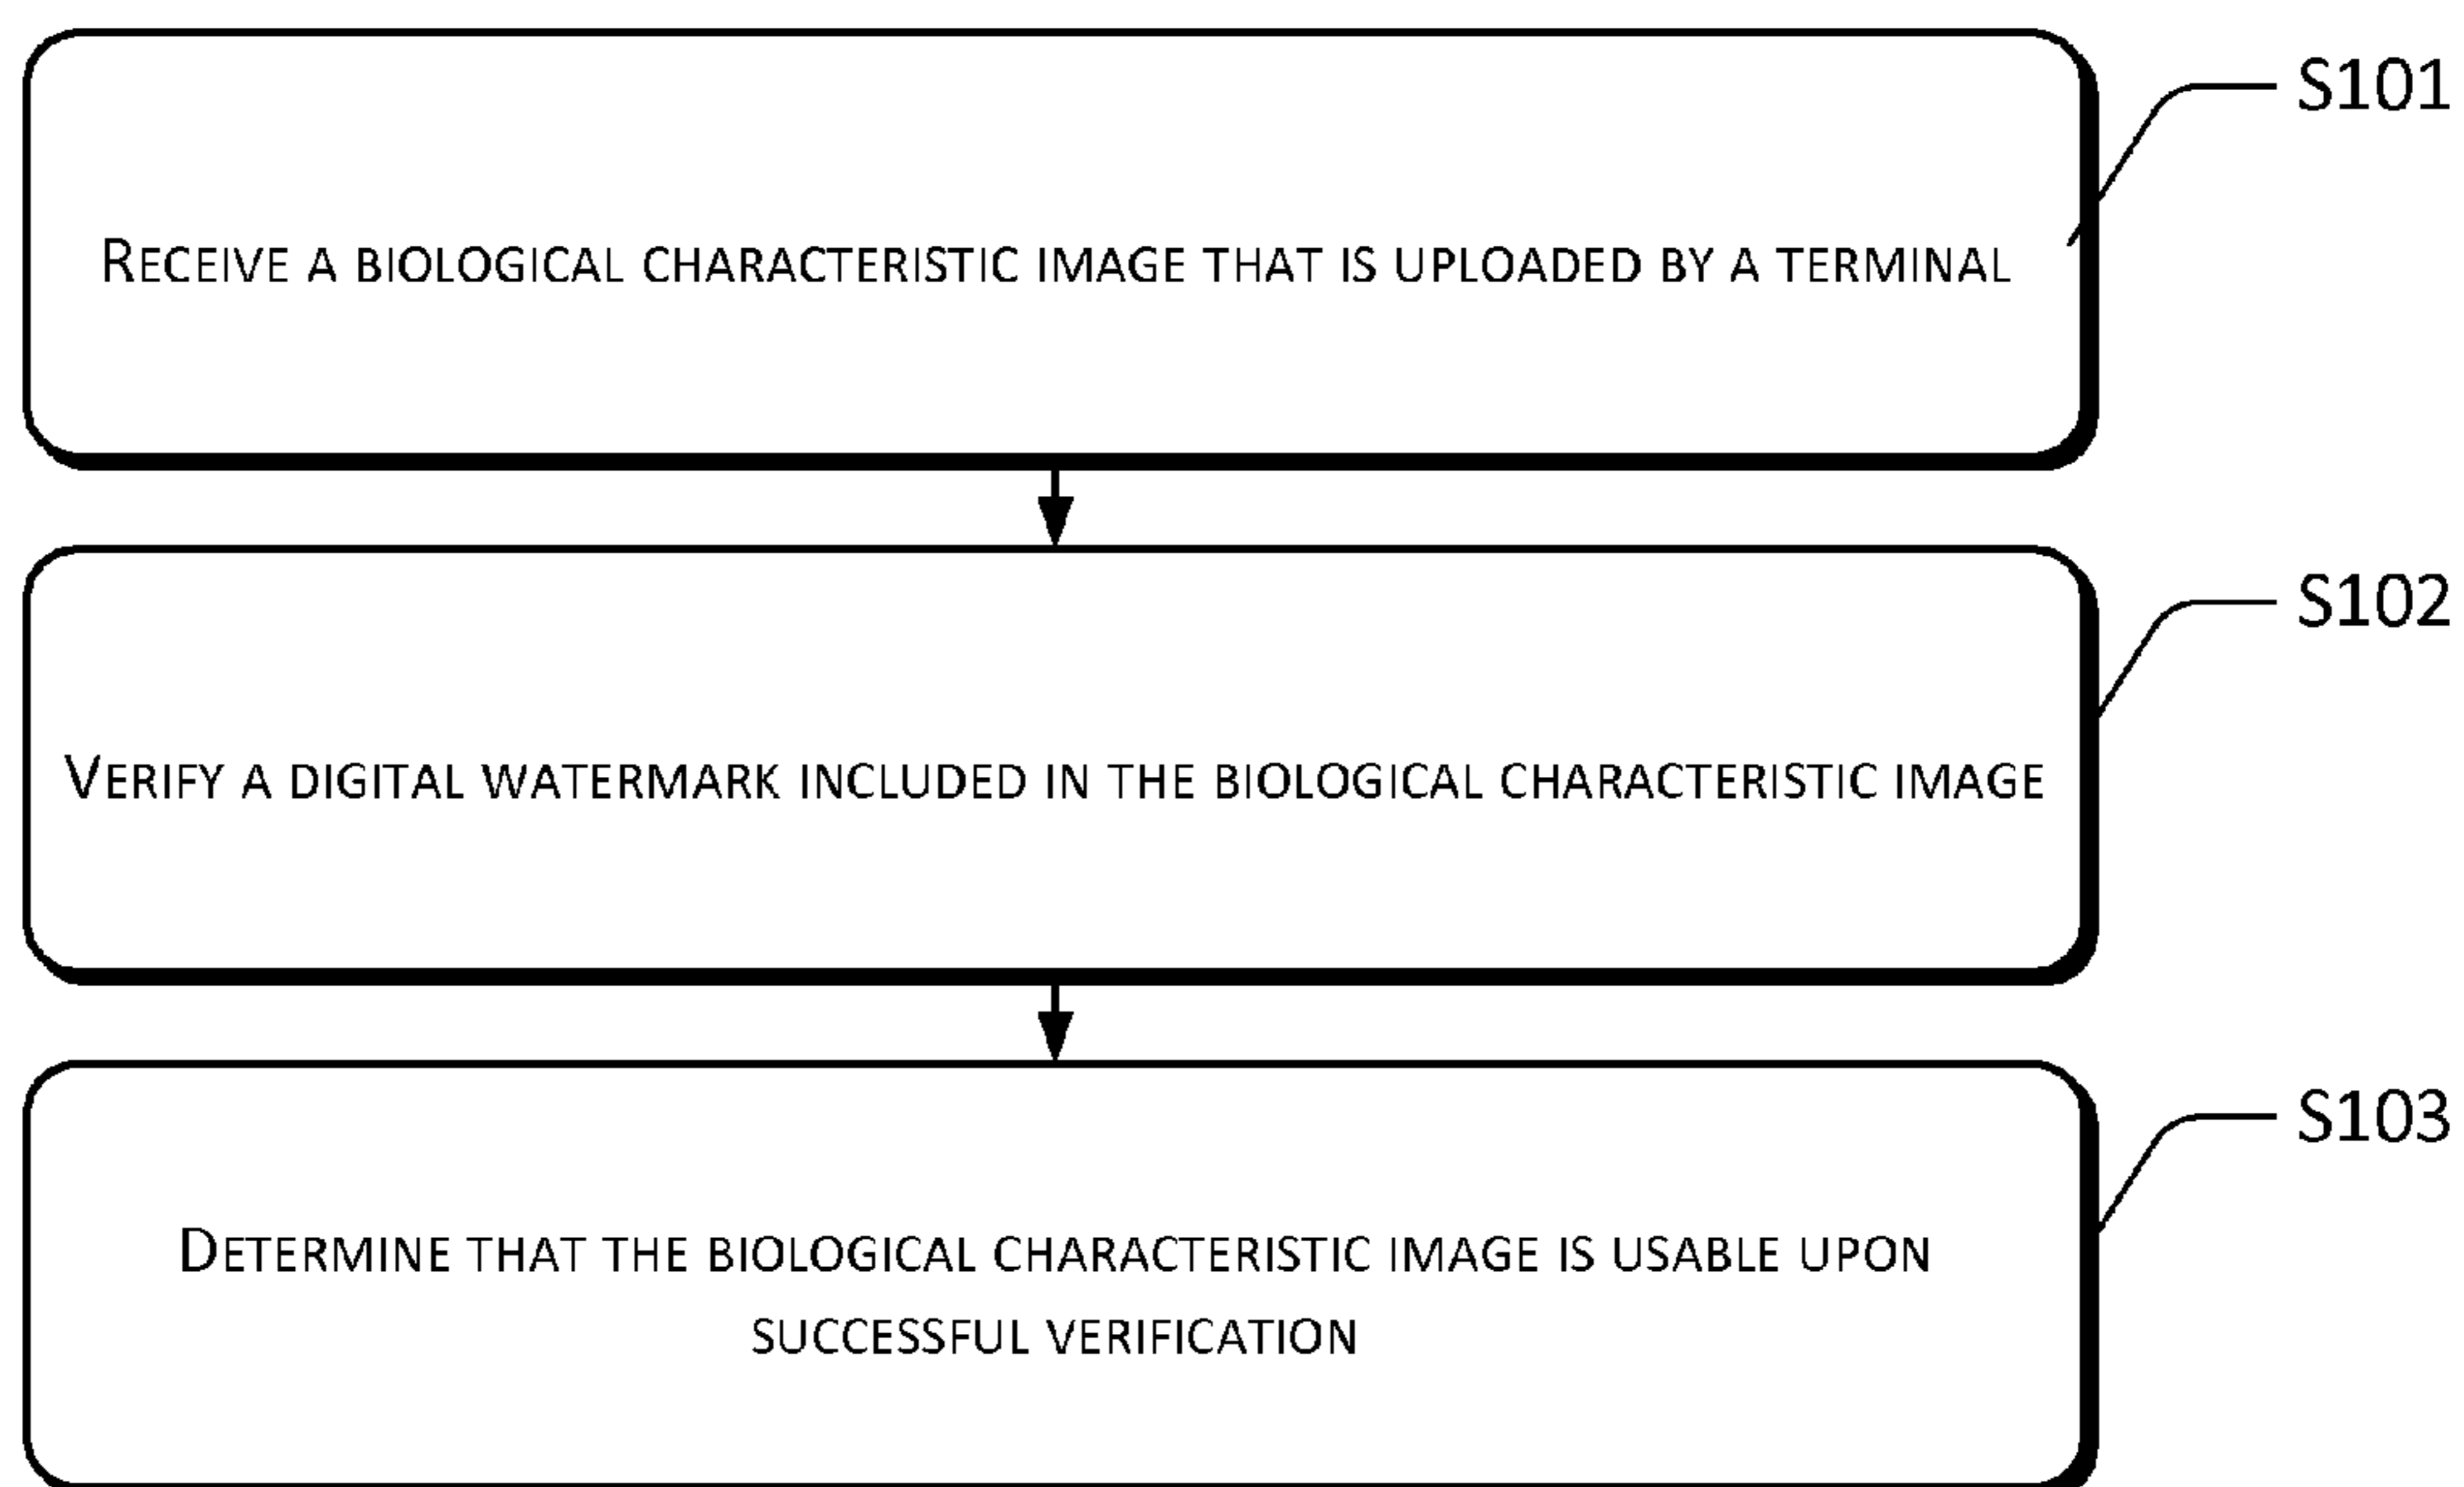 S101
RECEIVE A BIOLOGICAL CHARACTERISTIC IMAGE THAT IS UPLOADED BY A TERMINAL
S102
VERIFY A DIGITAL WATERMARK INCLUDED IN THE BIOLOGICAL CHARACTERISTIC IMAGE
S103
DETERMINE THAT THE BIOLOGICAL CHARACTERISTIC IMAGE IS USABLE UPON
SUCCESSFUL VERIFICATION